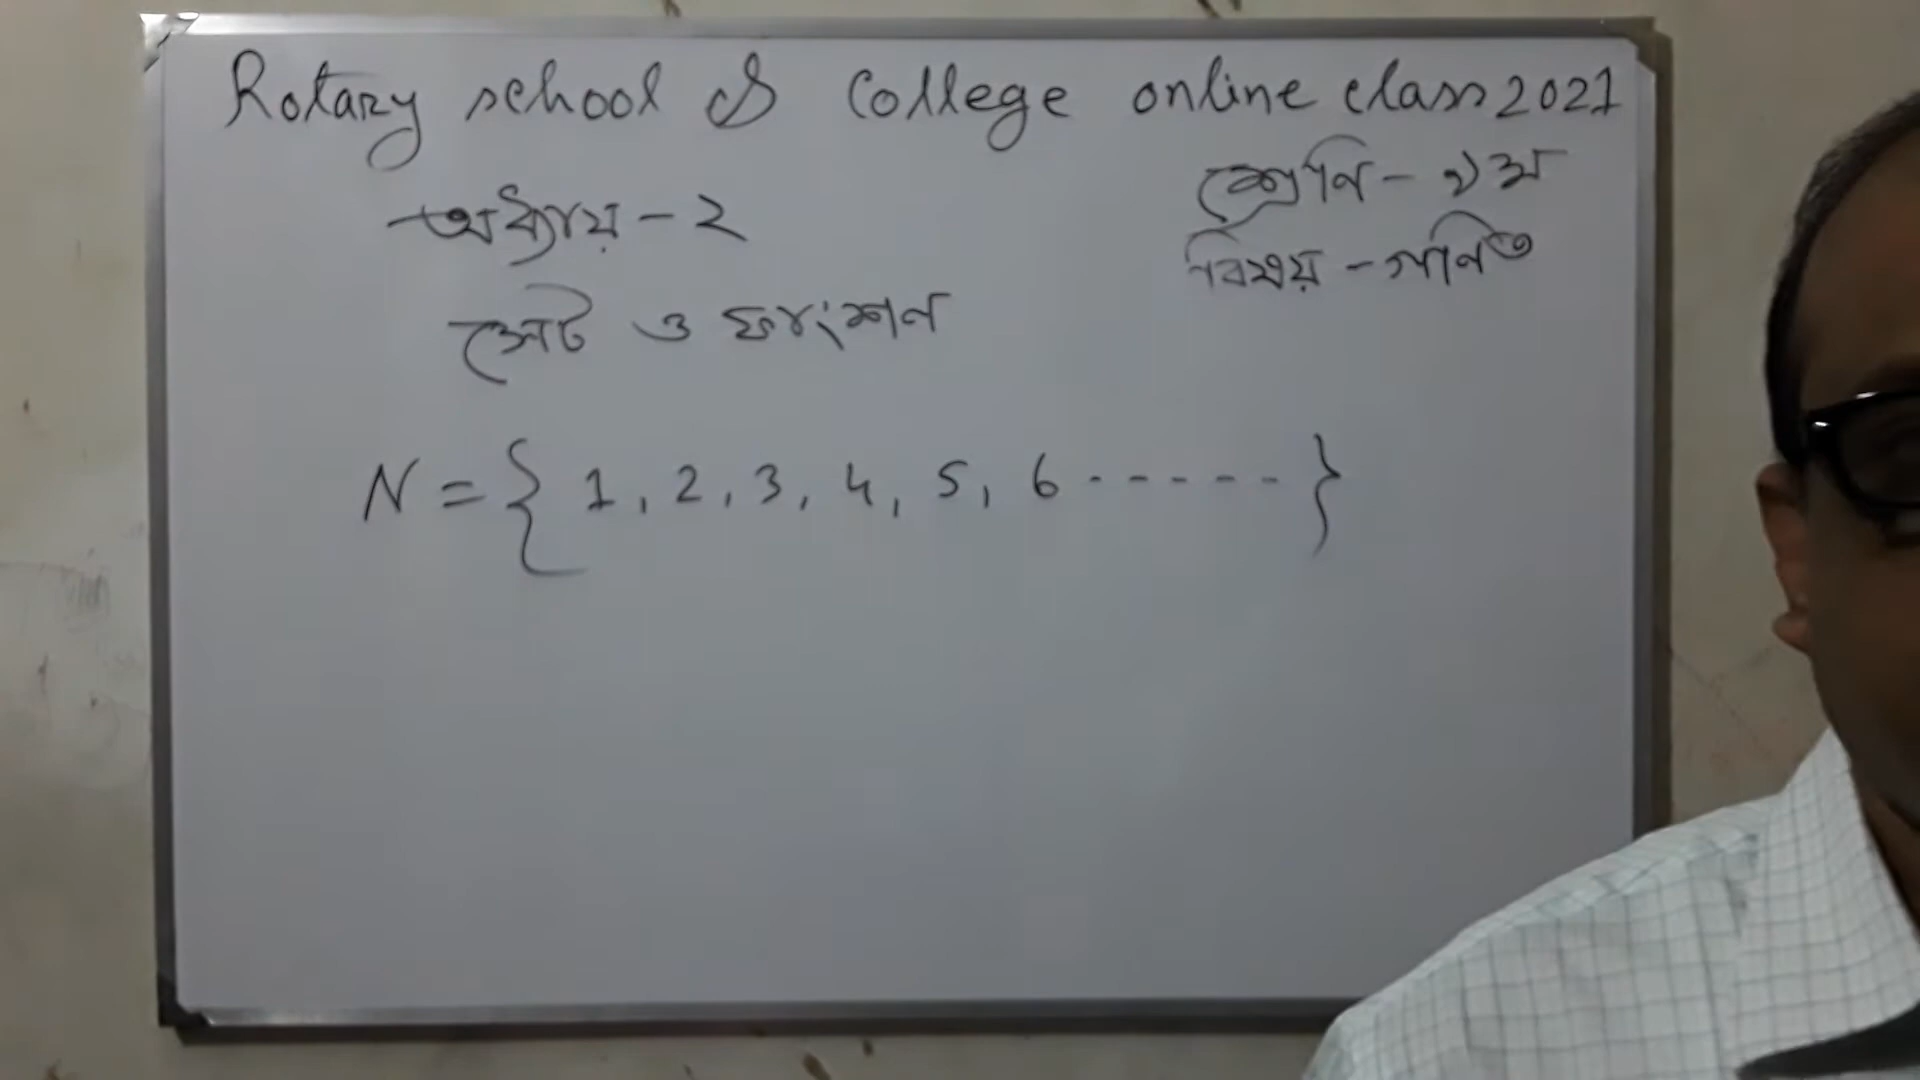 Rotary school & College online class 2021
শ্রেণি - ৯ম
অধ্যায় - ২
বিষয় - গণিত
সেট ও ফাংশন
N = { 1, 2, 3, 4, 5, 6 - - - - - }